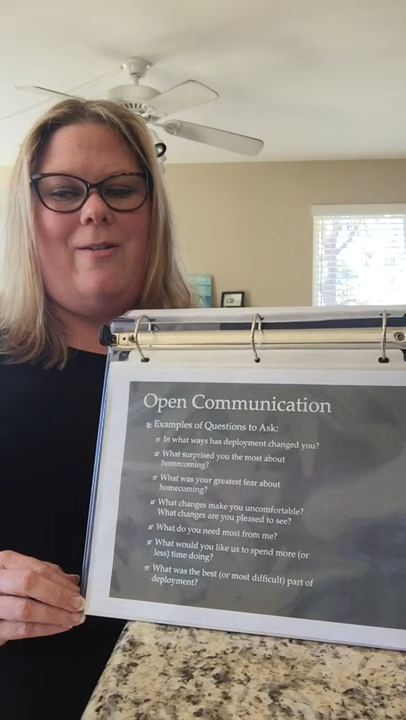 Open Communication
Examples of Questions to Ask:
In what ways has deployment changed you?
What surprised you the most about
homecoming?
What was your greatest fear about
homecoming?
What changes make you uncomfortable?
What changes are you pleased to see?
What do you need most from me?
What would you like us to spend more (or
less) time doing?
What was the best (or most difficult) part of
deployment?